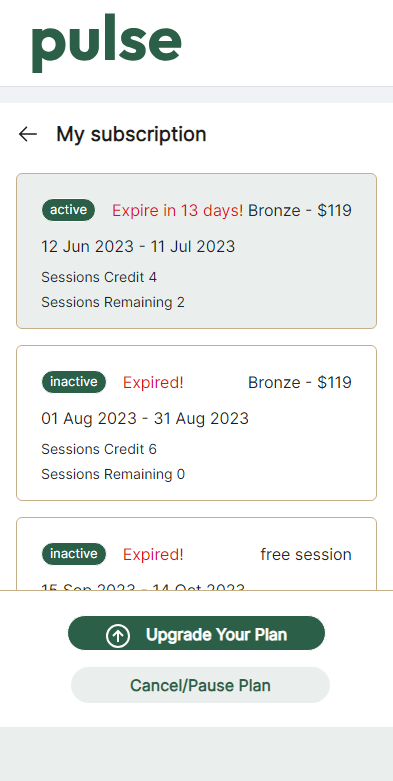 pulse
My subscription
active Expire in 13 days! Bronze - $119
12 Jun 2023 - 11 Jul 2023
Sessions Credit 4
Sessions Remaining 2
inactive Expired! Bronze - $119
01 Aug 2023 - 31 Aug 2023
Sessions Credit 6
Sessions Remaining 0
inactive Expired! free session
15 Sep 2023 - 14 Oct 2023
Upgrade Your Plan
Cancel/Pause Plan